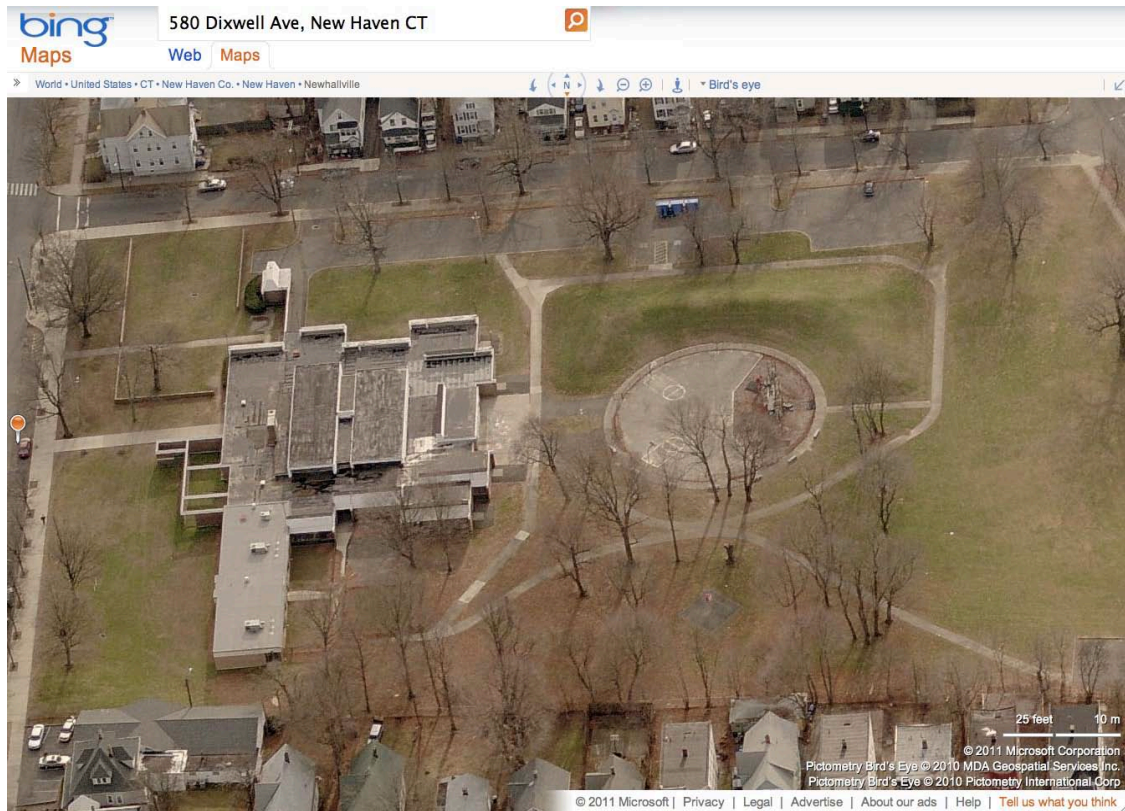 bing
Maps
580 Dixwell Ave, New Haven CT
Web Maps
» World • United States • CT • New Haven Co. • New Haven • Newhallville
N
Bird's eye
25 feet 10 m
© 2011 Microsoft Corporation
Pictometry Bird's Eye © 2010 MDA Geospatial Services Inc.
Pictometry Bird's Eye © 2010 Pictometry International Corp
© 2011 Microsoft | Privacy | Legal | Advertise | About our ads | Help | Tell us what you think